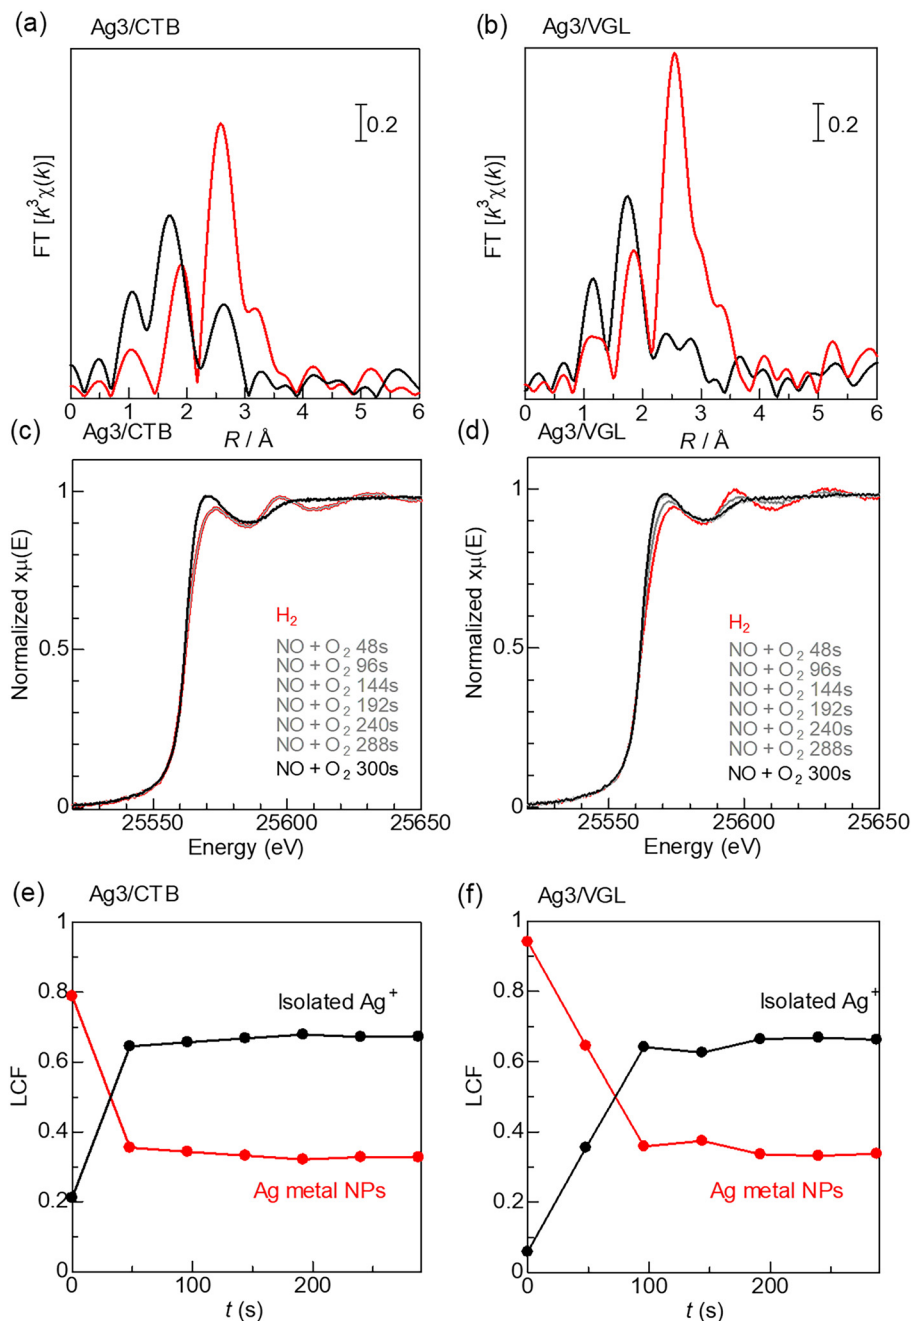 (a) Ag3/CTB
(b) Ag3/VGL
FT [k³χ(k)]
0.2
0 1 2 3 4 5 6
R / Å
FT [k³χ(k)]
0.2
0 1 2 3 4 5 6
R / Å
(c) Ag3/CTB
(d) Ag3/VGL
Normalized xμ(E)
1
0.5
0
H₂
NO + O₂ 48s
NO + O₂ 96s
NO + O₂ 144s
NO + O₂ 192s
NO + O₂ 240s
NO + O₂ 288s
NO + O₂ 300s
25550 25600 25650
Energy (eV)
Normalized xμ(E)
1
0.5
0
H₂
NO + O₂ 48s
NO + O₂ 96s
NO + O₂ 144s
NO + O₂ 192s
NO + O₂ 240s
NO + O₂ 288s
NO + O₂ 300s
25550 25600 25650
Energy (eV)
(e) Ag3/CTB
(f) Ag3/VGL
LCF
1
0.8
0.6
0.4
0.2
0
Isolated Ag⁺
Ag metal NPs
0 100 200
t (s)
LCF
1
0.8
0.6
0.4
0.2
0
Isolated Ag⁺
Ag metal NPs
0 100 200
t (s)